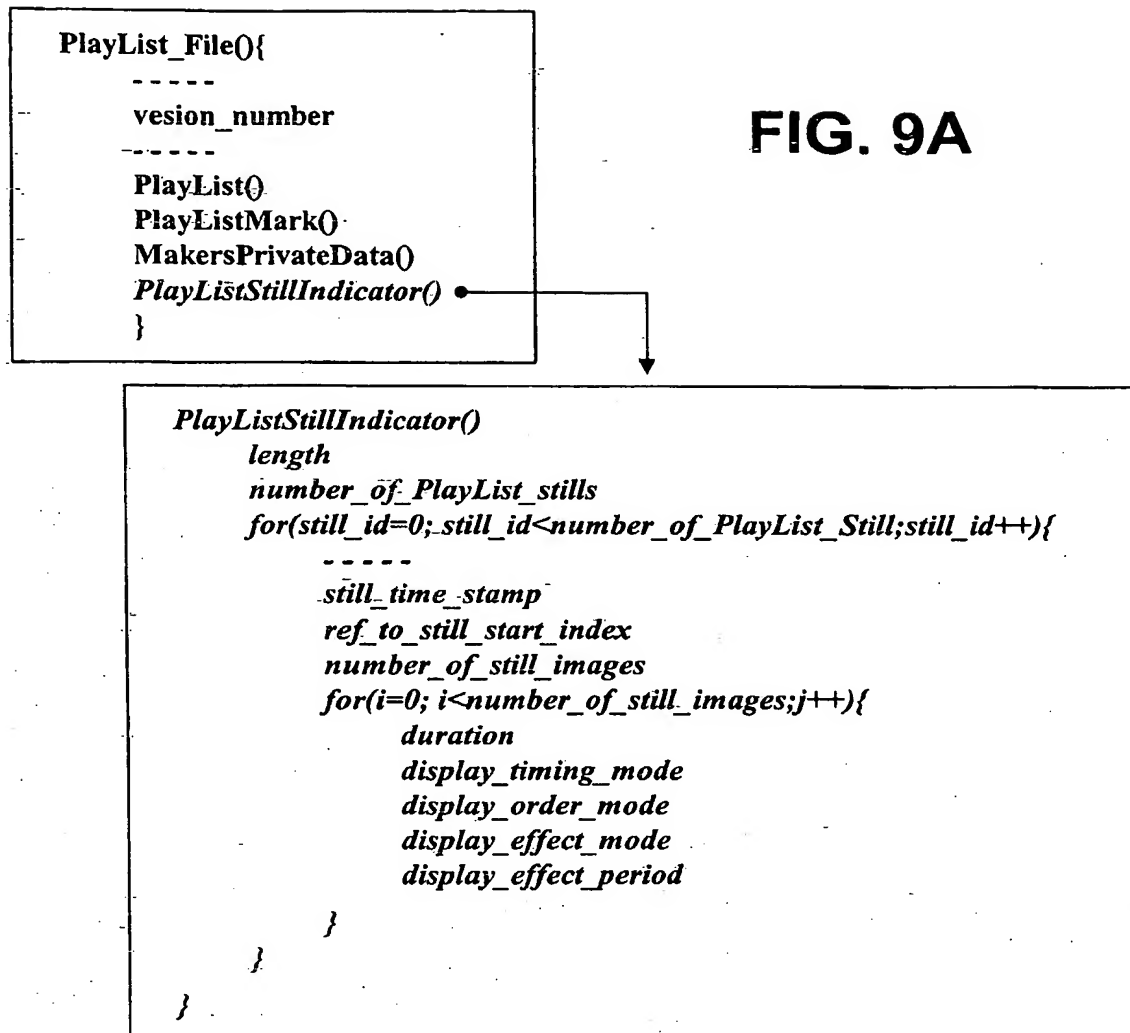 PlayList_File(){
-----
vesion_number
-----
PlayList()
PlayListMark()
MakersPrivateData()
PlayListStillIndicator()
}
FIG. 9A
PlayListStillIndicator()
length
number_of_PlayList_stills
for(still_id=0; still_id<number_of_PlayList_Still;still_id++){
-----
still_time_stamp
ref_to_still_start_index
number_of_still_images
for(i=0; i<number_of_still_images;j++){
duration
display_timing_mode
display_order_mode
display_effect_mode
display_effect_period
}
}
}